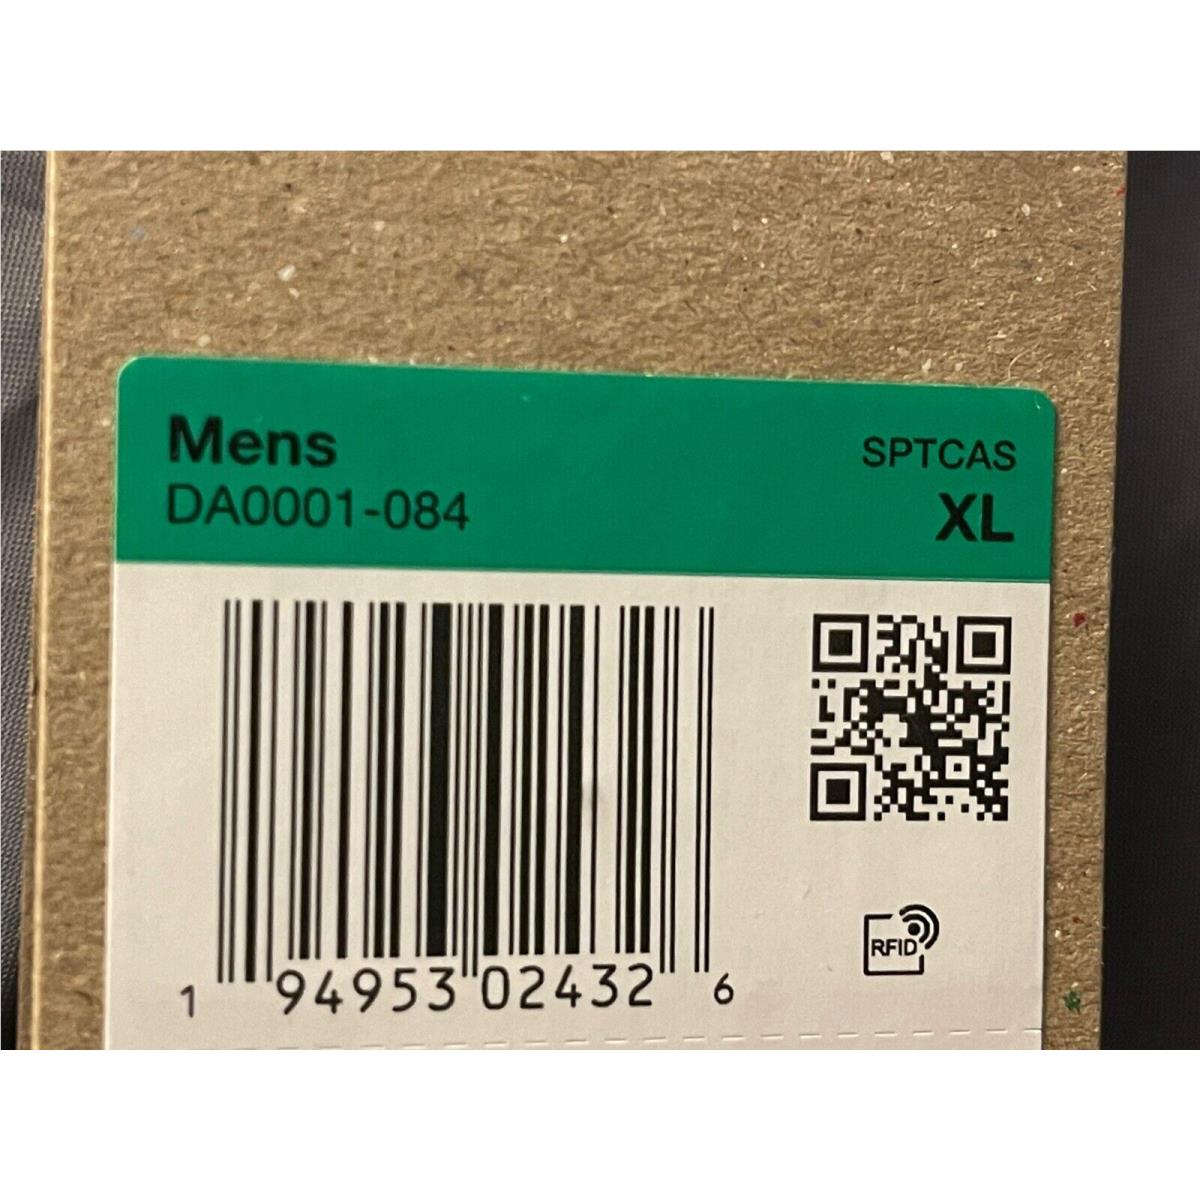 Mens
SPTCAS
DA0001-084
XL
RFID
1 94953 02432 6